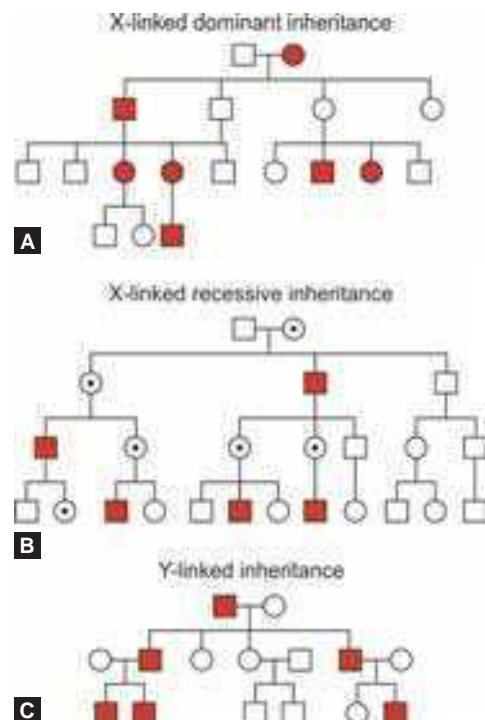 X-linked dominant inheritance
A
X-linked recessive inheritance
B
Y-linked inheritance
C